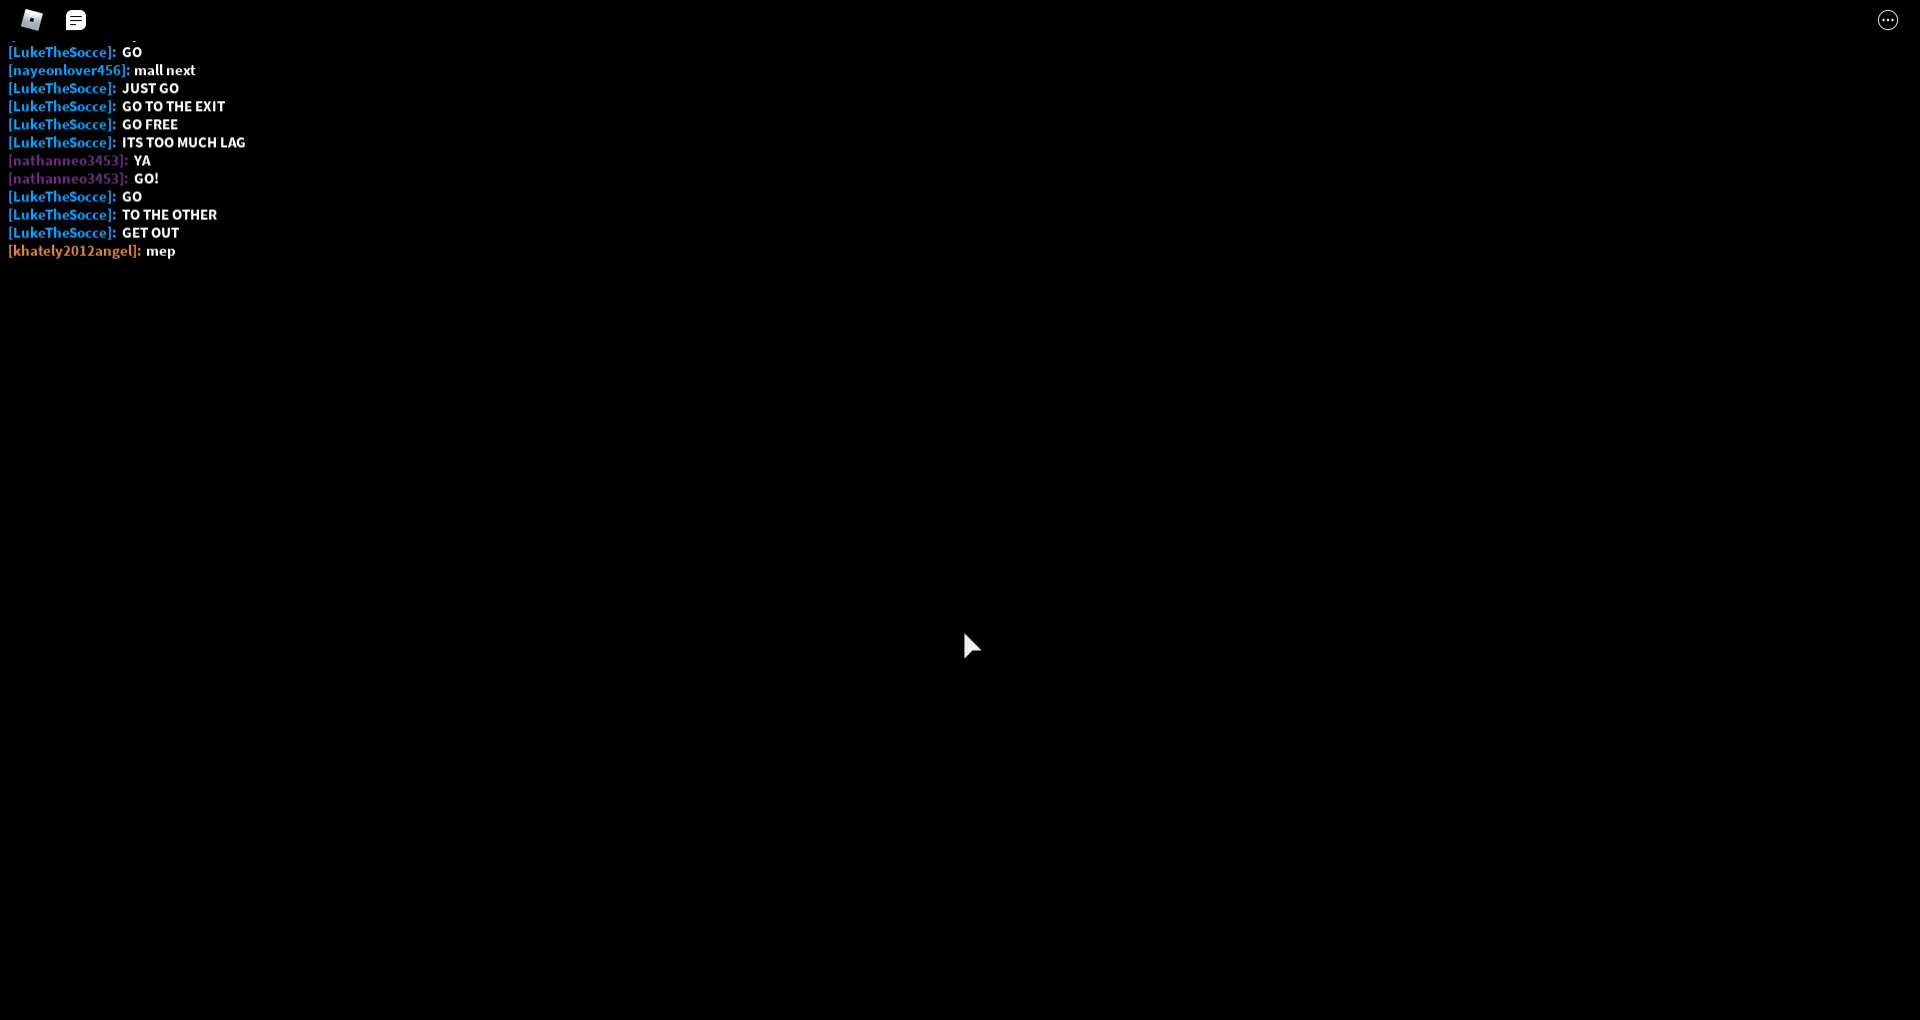 [LukeTheSocce]: GO
[nayeonlover456]: mall next
[LukeTheSocce]: JUST GO
[LukeTheSocce]: GO TO THE EXIT
[LukeTheSocce]: GO FREE
[LukeTheSocce]: ITS TOO MUCH LAG
[nathanneo3453]: YA
[nathanneo3453]: GO!
[LukeTheSocce]: GO
[LukeTheSocce]: TO THE OTHER
[LukeTheSocce]: GET OUT
[khately2012angel]: mep